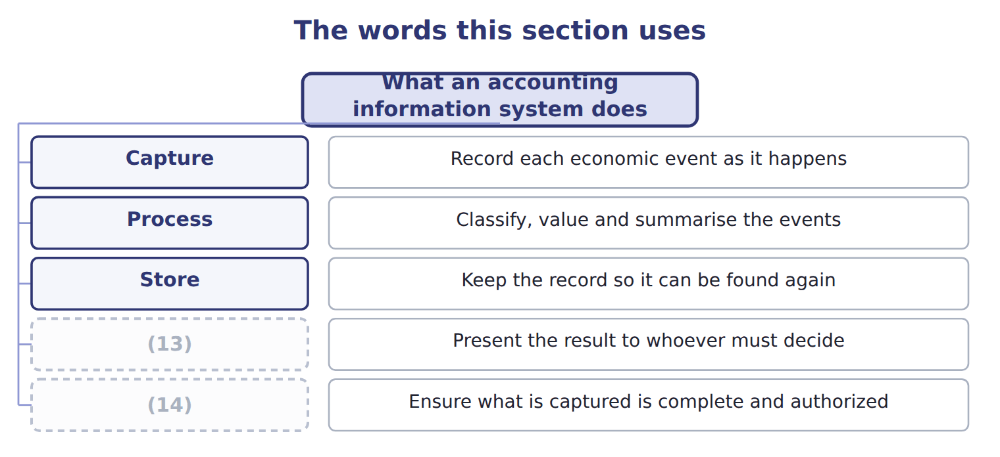 The words this section uses
What an accounting
information system does
Capture
Record each economic event as it happens
Process
Classify, value and summarise the events
Store
Keep the record so it can be found again
(13)
Present the result to whoever must decide
(14)
Ensure what is captured is complete and authorized